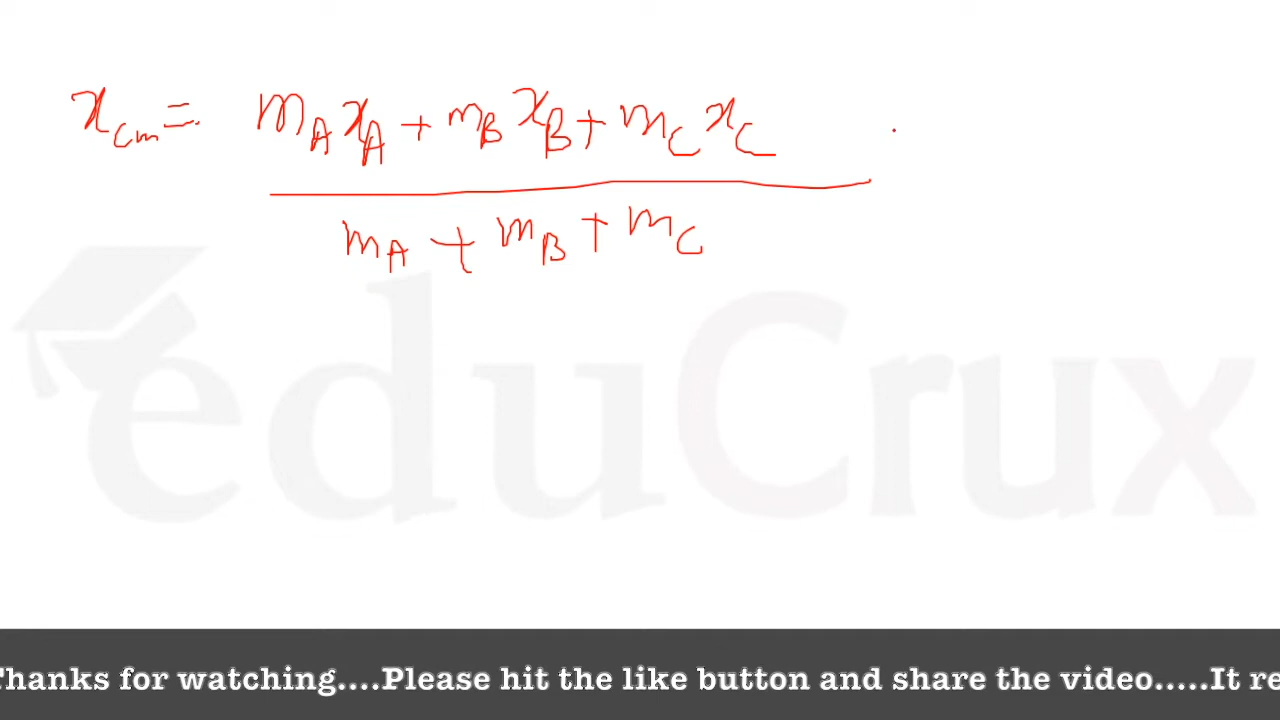 x_cm = m_A x_A + m_B x_B + m_C x_C
m_A + m_B + m_C
eduCrux
Thanks for watching....Please hit the like button and share the video.....It re